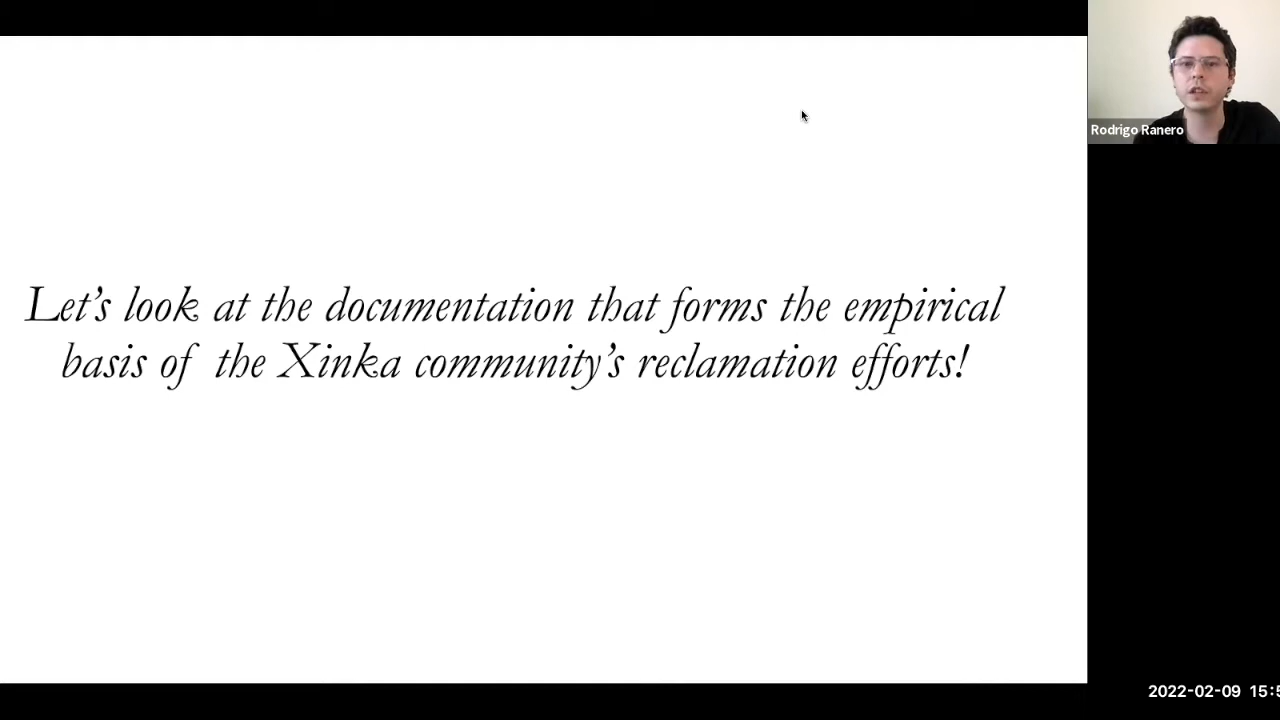 Rodrigo Ranero
Let’s look at the documentation that forms the empirical
basis of the Xinka community’s reclamation efforts!
2022-02-09 15:5